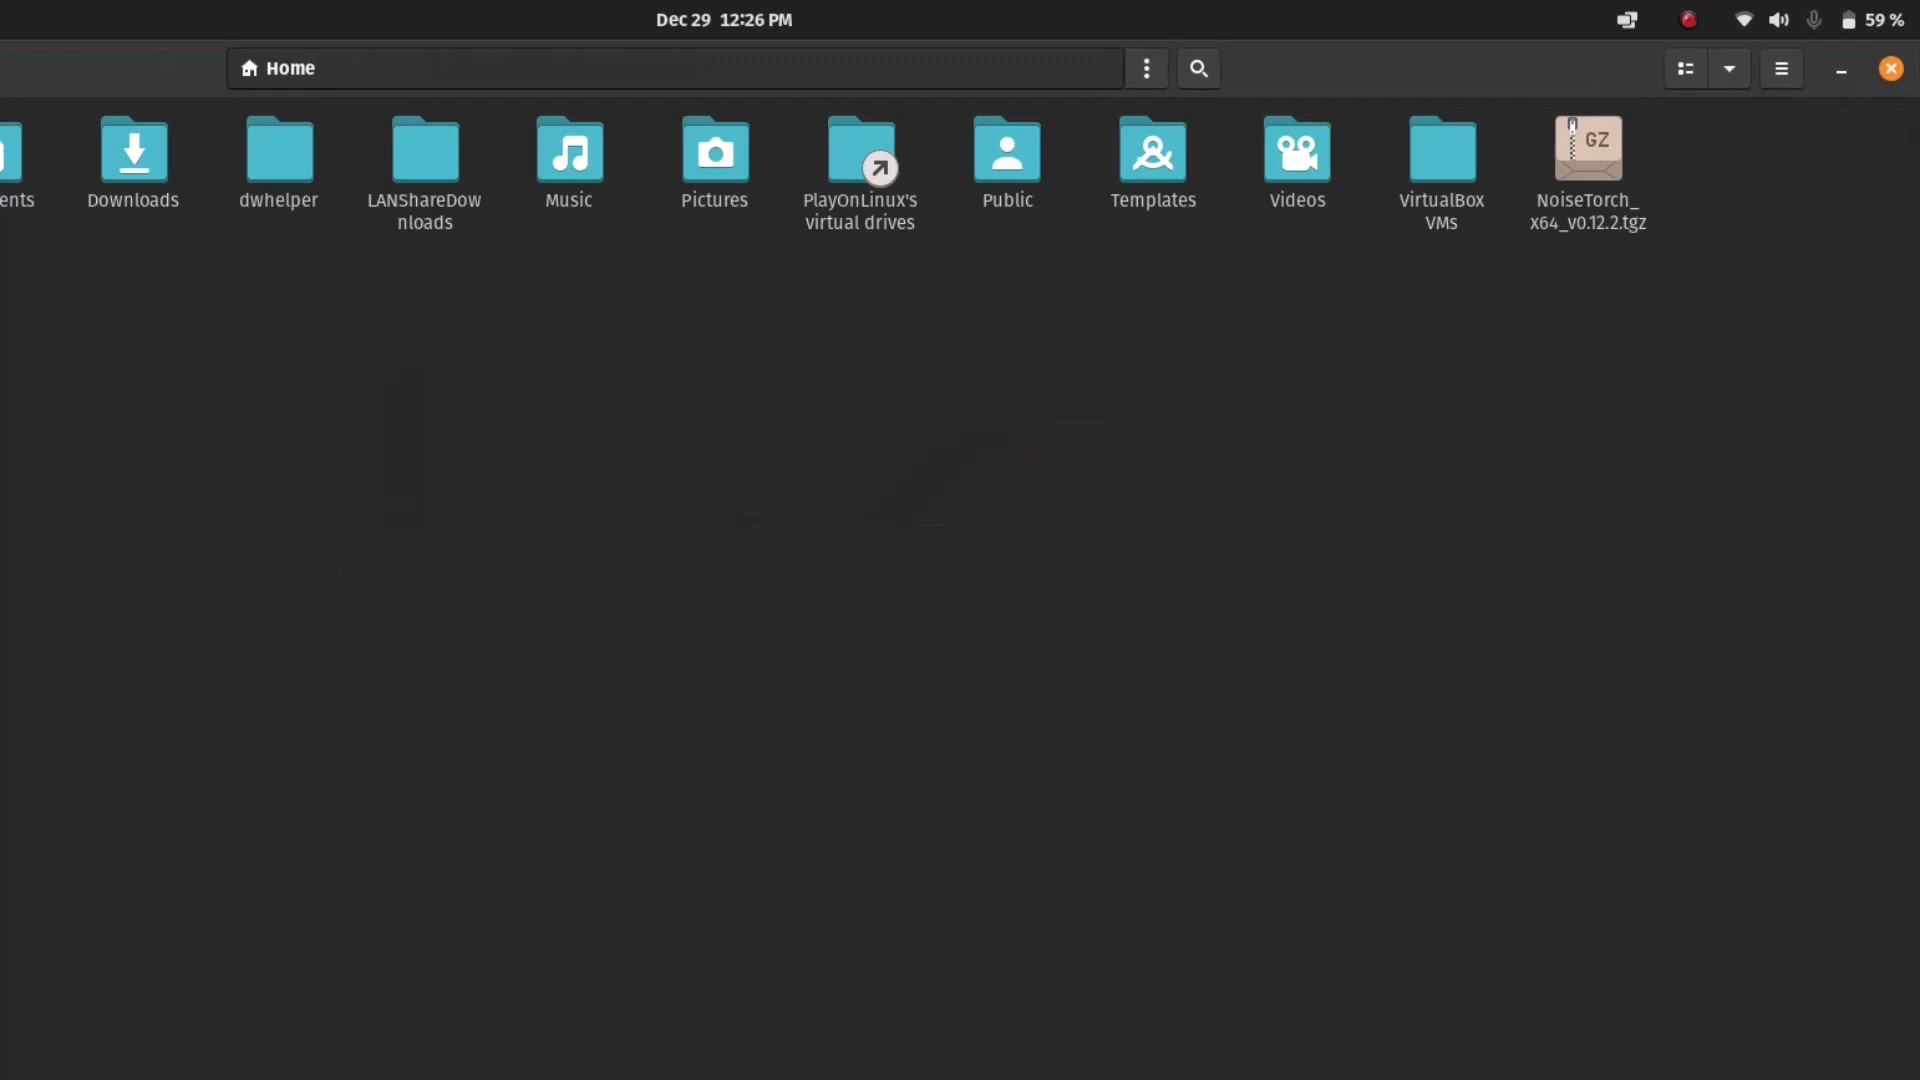 Dec 29 12:26 PM
59 %
Home
ents
Downloads
dwhelper
LANShareDow
nloads
Music
Pictures
PlayOnLinux's
virtual drives
Public
Templates
Videos
VirtualBox
VMs
GZ
NoiseTorch_
x64_v0.12.2.tgz